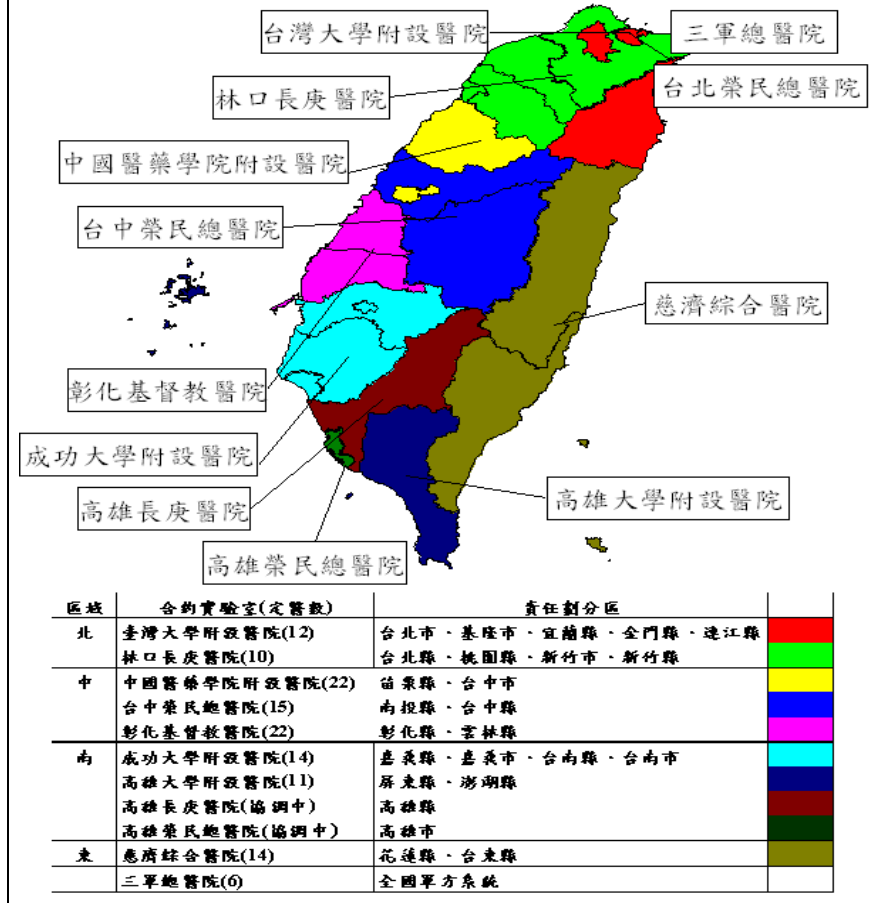 台灣大學附設醫院
三軍總醫院
林口長庚醫院
台北榮民總醫院
中國醫藥學院附設醫院
台中榮民總醫院
慈濟綜合醫院
彰化基督教醫院
成功大學附設醫院
高雄長庚醫院
高雄大學附設醫院
高雄榮民總醫院
區域 合約實驗室(定醫數) 責任劃分區
北 臺灣大學附設醫院(12) 台北市、基隆市、宜蘭縣、金門縣、連江縣
林口長庚醫院(10) 台北縣、桃園縣、新竹市、新竹縣
中 中國醫藥學院附設醫院(22) 苗栗縣、台中市
台中榮民總醫院(15) 南投縣、台中縣
彰化基督教醫院(22) 彰化縣、雲林縣
南 成功大學附設醫院(14) 嘉義縣、嘉義市、台南縣、台南市
高雄大學附設醫院(11) 屏東縣、澎湖縣
高雄長庚醫院(協調中) 高雄縣
高雄榮民總醫院(協調中) 高雄市
東 慈濟綜合醫院(14) 花蓮縣、台東縣
三軍總醫院(6) 全國軍方系統